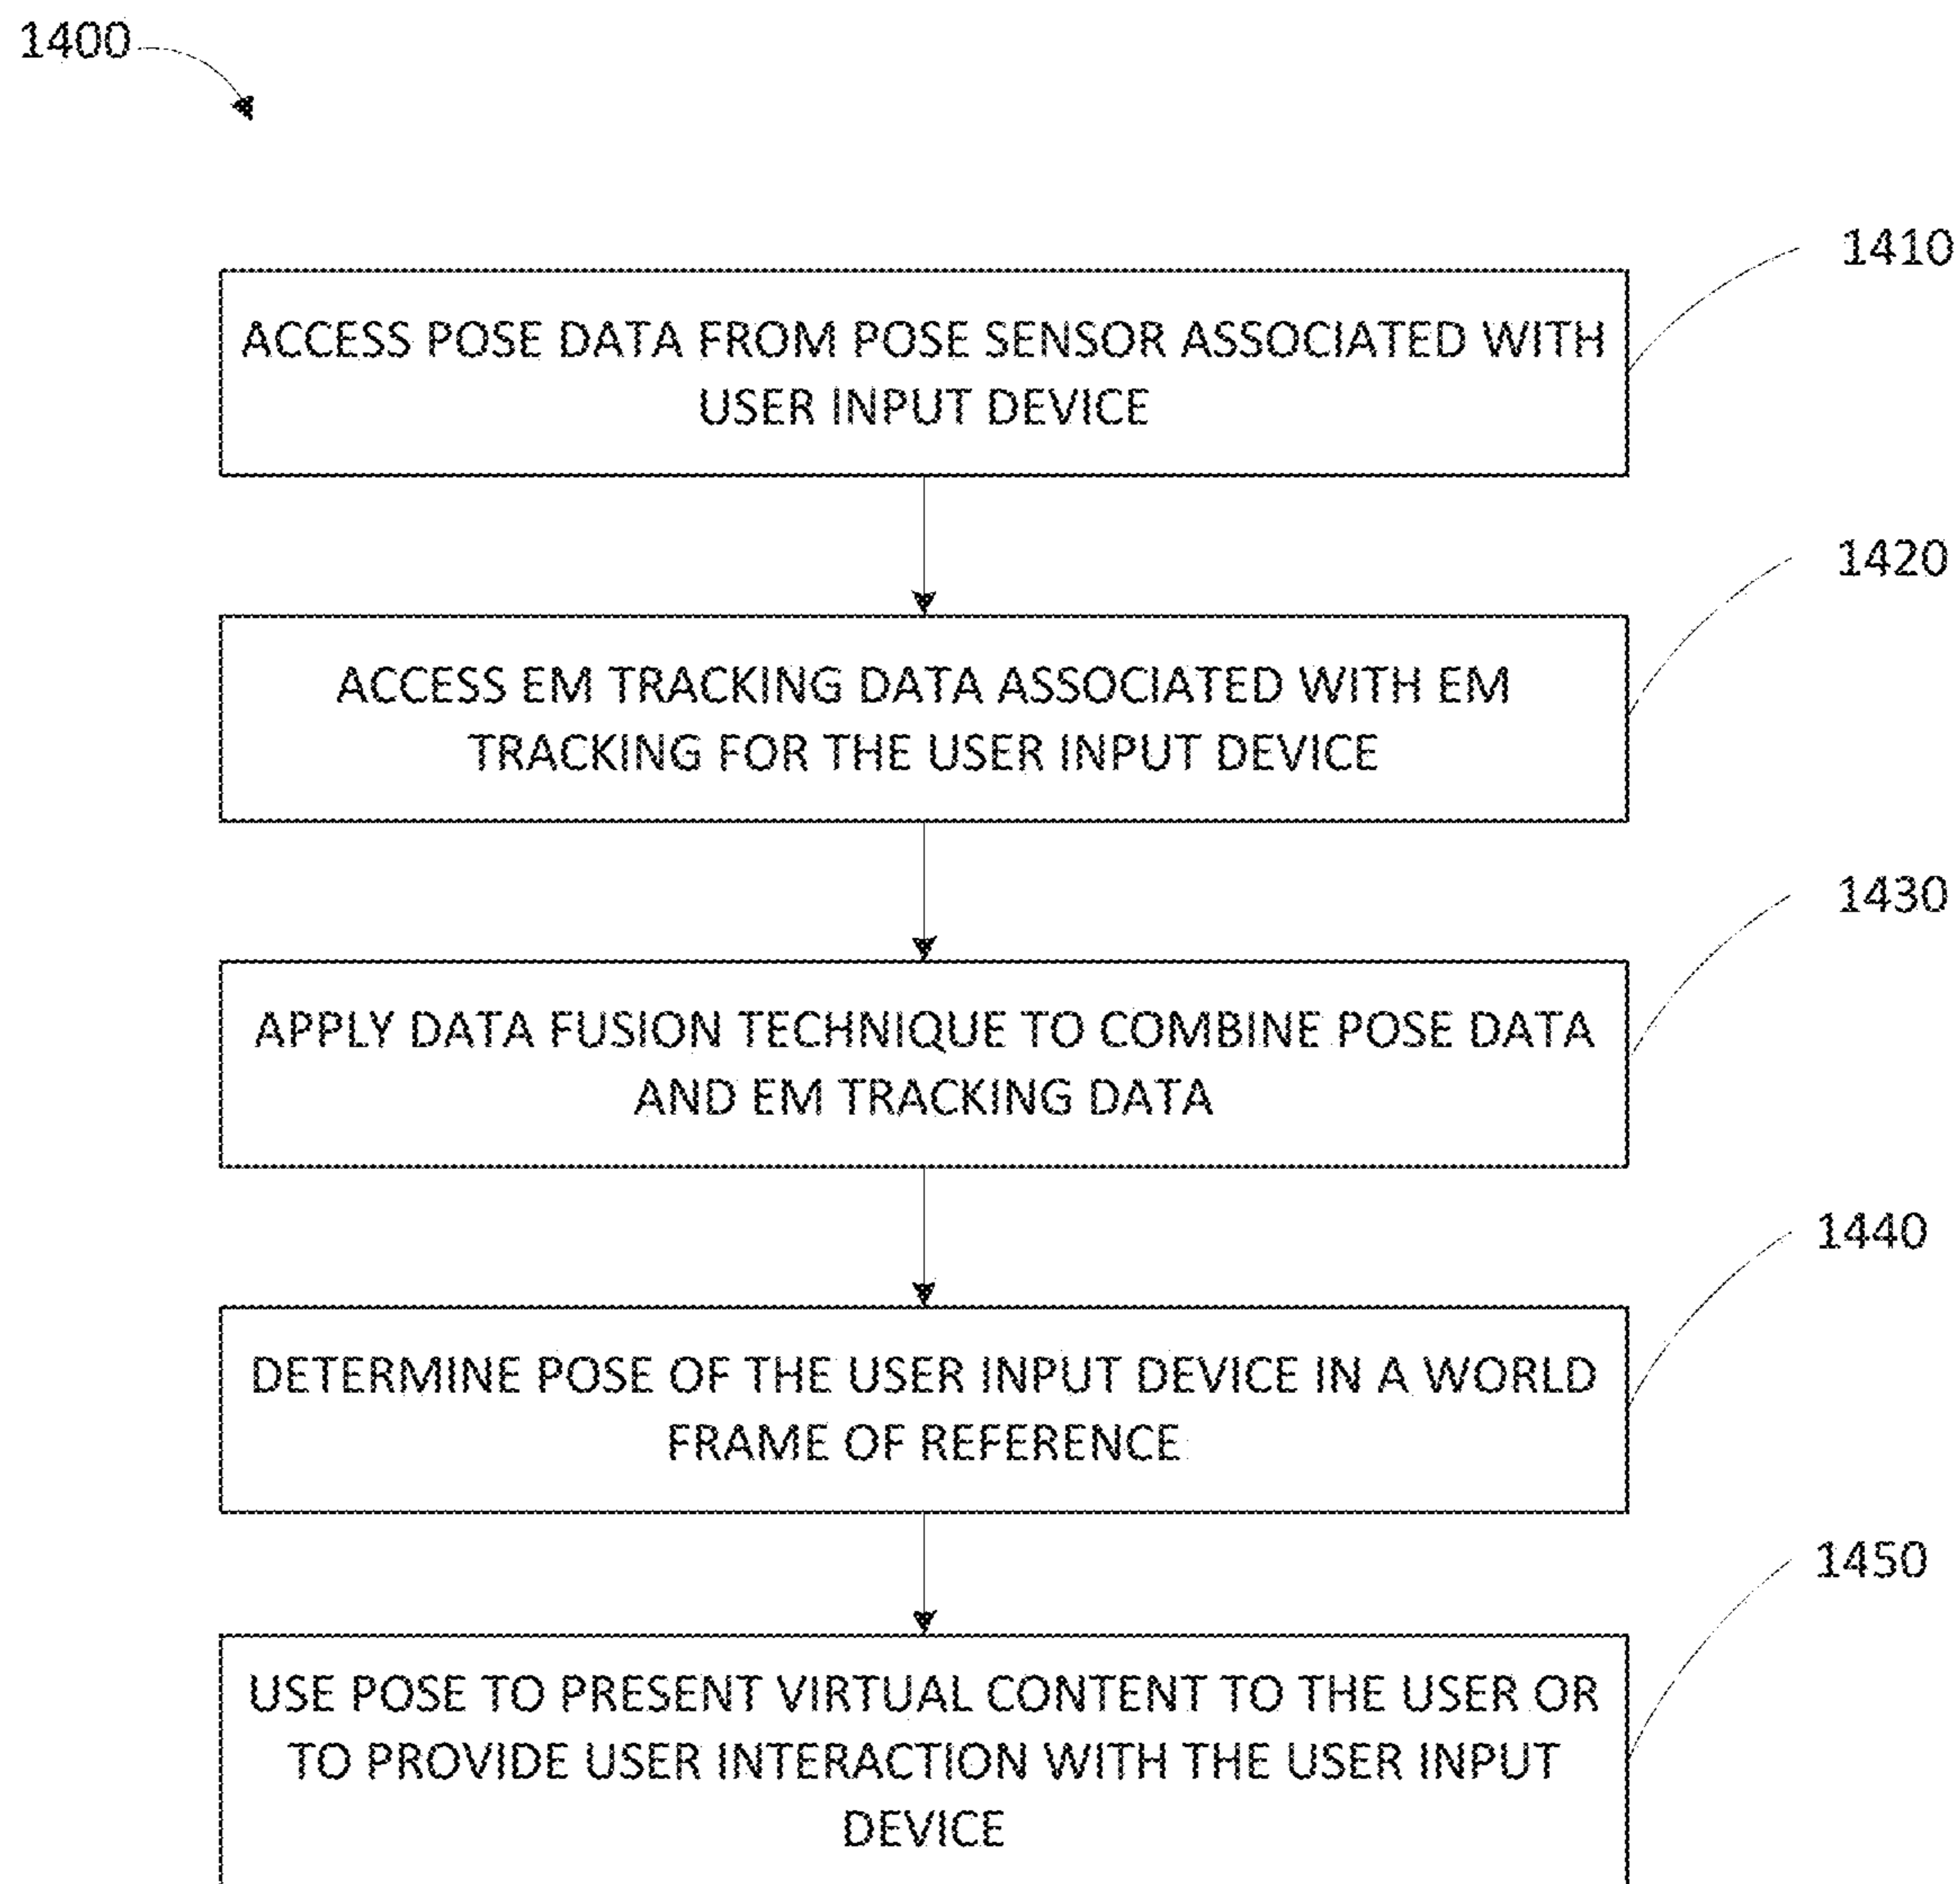 1400
1410
ACCESS POSE DATA FROM POSE SENSOR ASSOCIATED WITH
USER INPUT DEVICE
1420
ACCESS EM TRACKING DATA ASSOCIATED WITH EM
TRACKING FOR THE USER INPUT DEVICE
1430
APPLY DATA FUSION TECHNIQUE TO COMBINE POSE DATA
AND EM TRACKING DATA
1440
DETERMINE POSE OF THE USER INPUT DEVICE IN A WORLD
FRAME OF REFERENCE
1450
USE POSE TO PRESENT VIRTUAL CONTENT TO THE USER OR
TO PROVIDE USER INTERACTION WITH THE USER INPUT
DEVICE